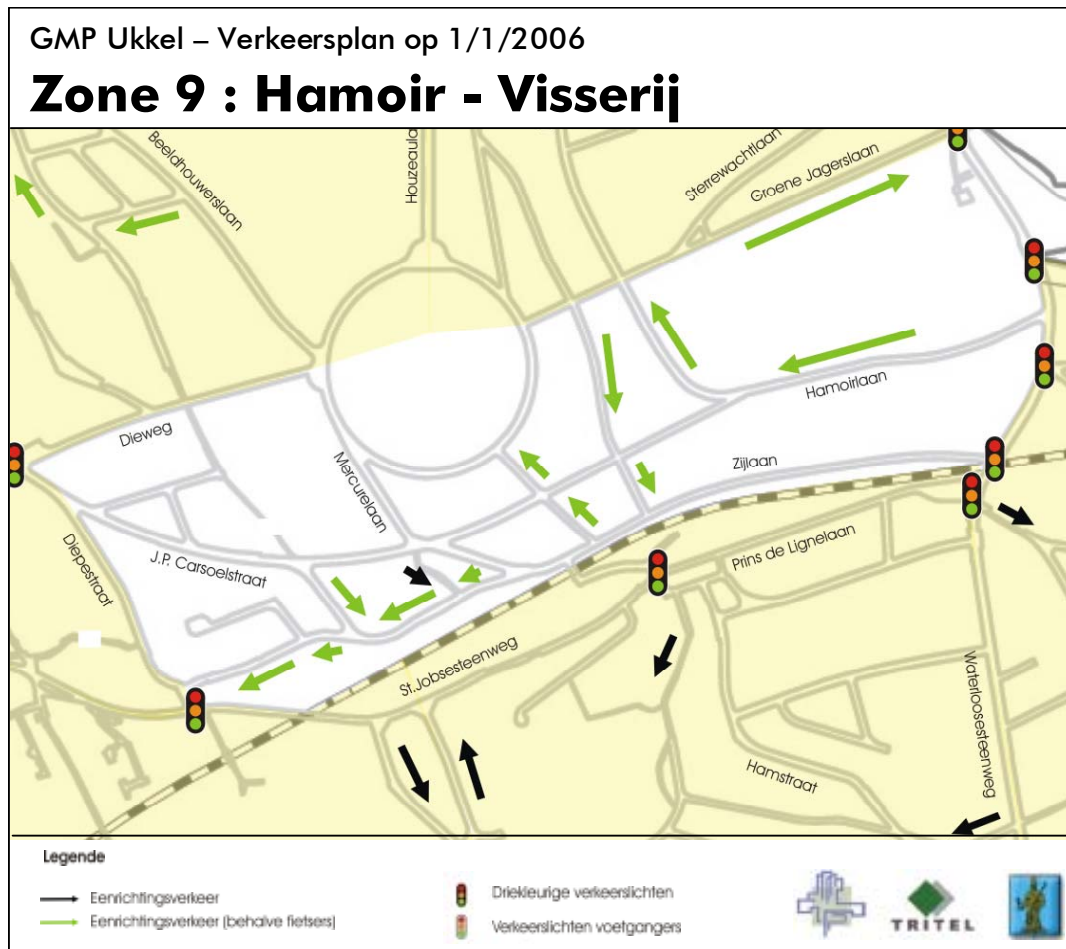 GMP Ukkel – Verkeersplan op 1/1/2006
Zone 9 : Hamoir - Visserij
Beeldhouwerslaan
Houzeaula
Sterrewachtlaan
Groene Jagerslaan
Dieweg
Mercurelaan
Hamoirlaan
Zijlaan
Diepestraat
J.P. Carsoelstraat
Prins de Lignelaan
St.Jobsesteenweg
Waterloosesteenweg
Hamstraat
Legende
Eenrichtingsverkeer
Eenrichtingsverkeer (behalve fietsers)
Driekleurige verkeerslichten
Verkeerslichten voetgangers
TRITEL